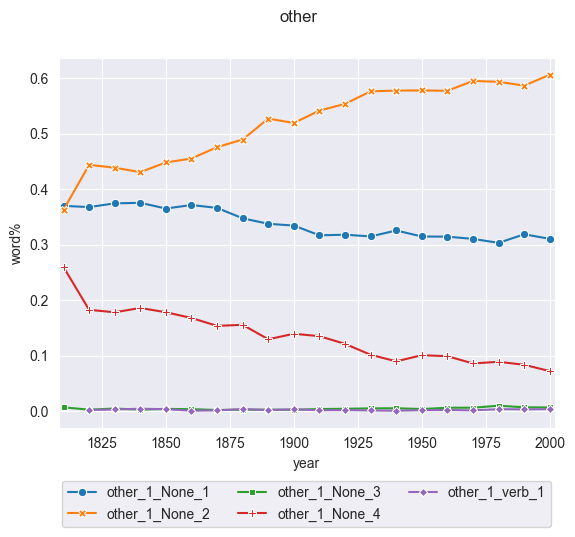 other
0.6
0.5
0.4
0.3
0.2
0.1
0.0
word%
1825 1850 1875 1900 1925 1950 1975 2000
year
other_1_None_1 other_1_None_3 other_1_verb_1
other_1_None_2 other_1_None_4